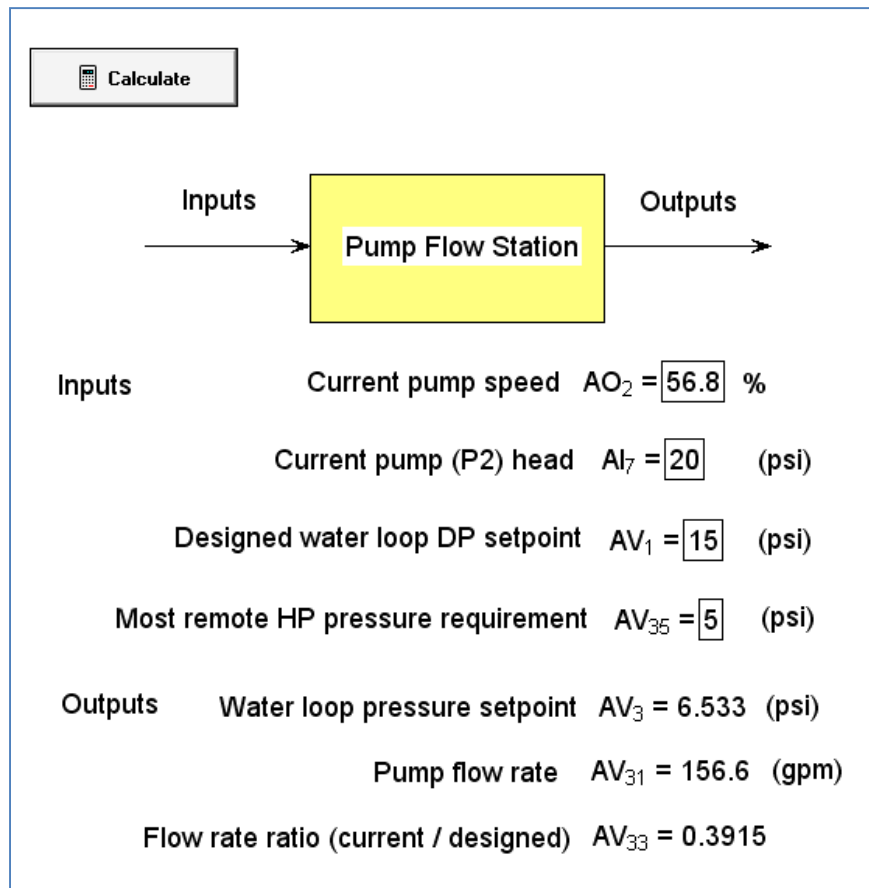 Calculate
Inputs
Outputs
Pump Flow Station
Inputs Current pump speed AO₂ = 56.8 %
Current pump (P2) head AI₇ = 20 (psi)
Designed water loop DP setpoint AV₁ = 15 (psi)
Most remote HP pressure requirement AV₃₅ = 5 (psi)
Outputs Water loop pressure setpoint AV₃ = 6.533 (psi)
Pump flow rate AV₃₁ = 156.6 (gpm)
Flow rate ratio (current / designed) AV₃₃ = 0.3915